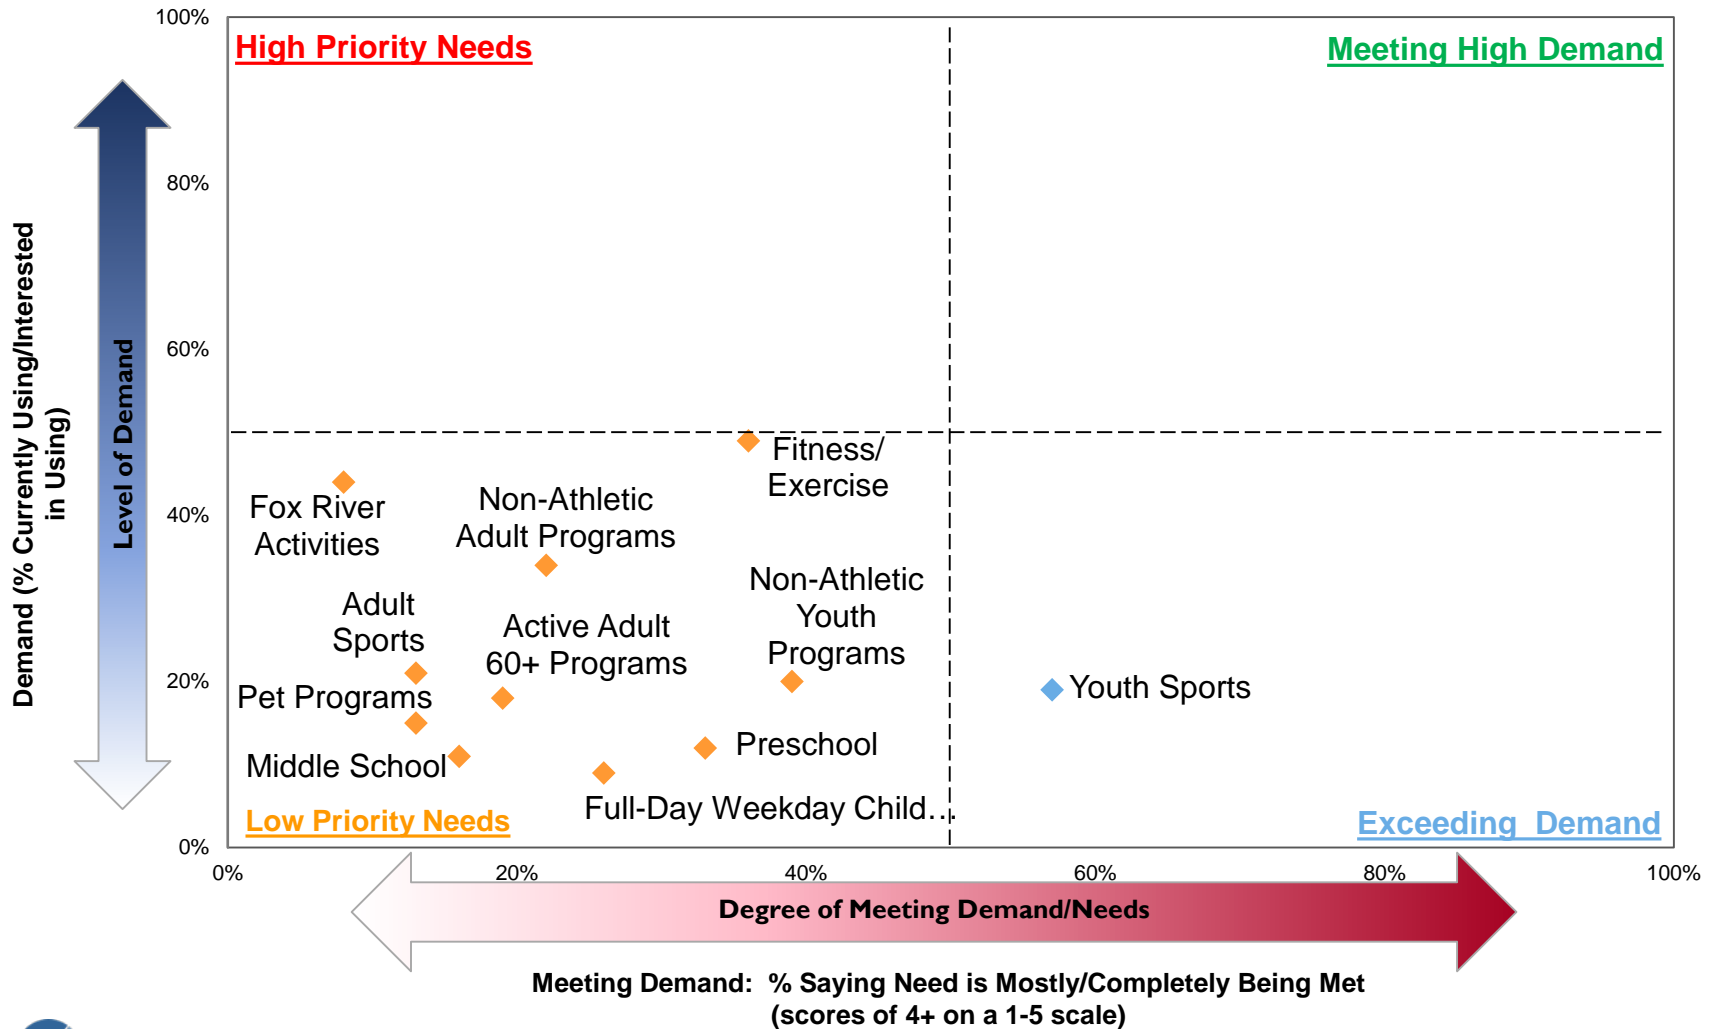 100%
High Priority Needs
Meeting High Demand
80%
60%
40%
20%
0%
Demand (% Currently Using/Interested
in Using)
Level of Demand
Fitness/
Exercise
Fox River
Activities
Non-Athletic
Adult Programs
Non-Athletic
Youth
Programs
Adult
Sports
Active Adult
60+ Programs
Pet Programs
Youth Sports
Middle School
Preschool
Full-Day Weekday Child…
Low Priority Needs
Exceeding  Demand
0%
20%
40%
60%
80%
100%
Degree of Meeting Demand/Needs
Meeting Demand:  % Saying Need is Mostly/Completely Being Met
(scores of 4+ on a 1-5 scale)